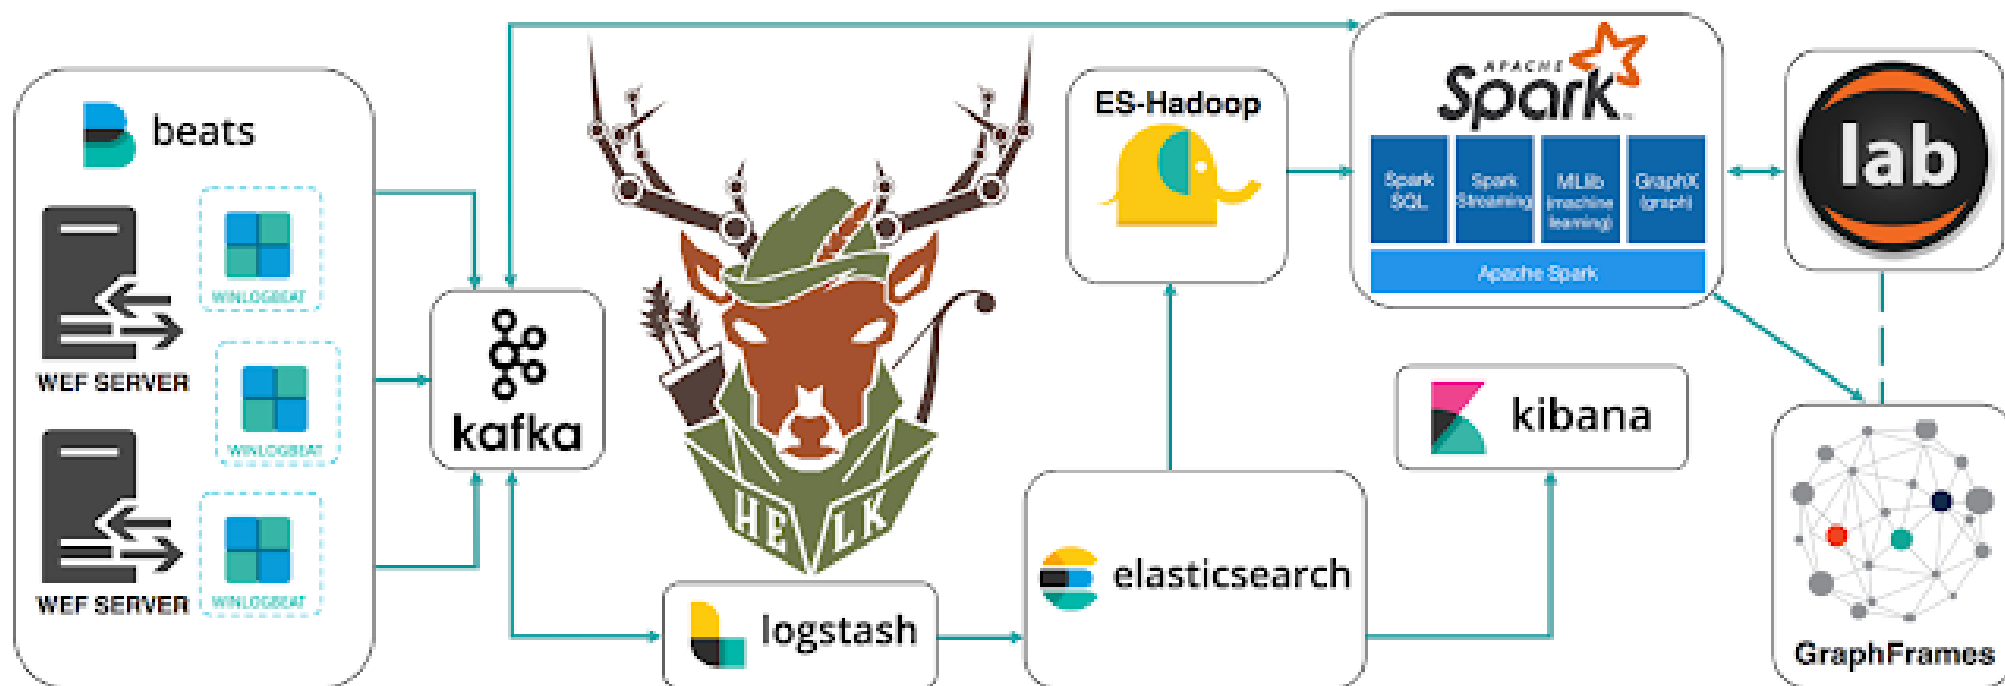 beats
WINLOGBEAT
WEF SERVER
WINLOGBEAT
WEF SERVER
WINLOGBEAT
kafka
HE LK
logstash
elasticsearch
ES-Hadoop
kibana
APACHE
Spark
Spark
SQL
Spark
Streaming
MLlib
(machine
learning)
GraphX
(graph)
Apache Spark
lab
GraphFrames